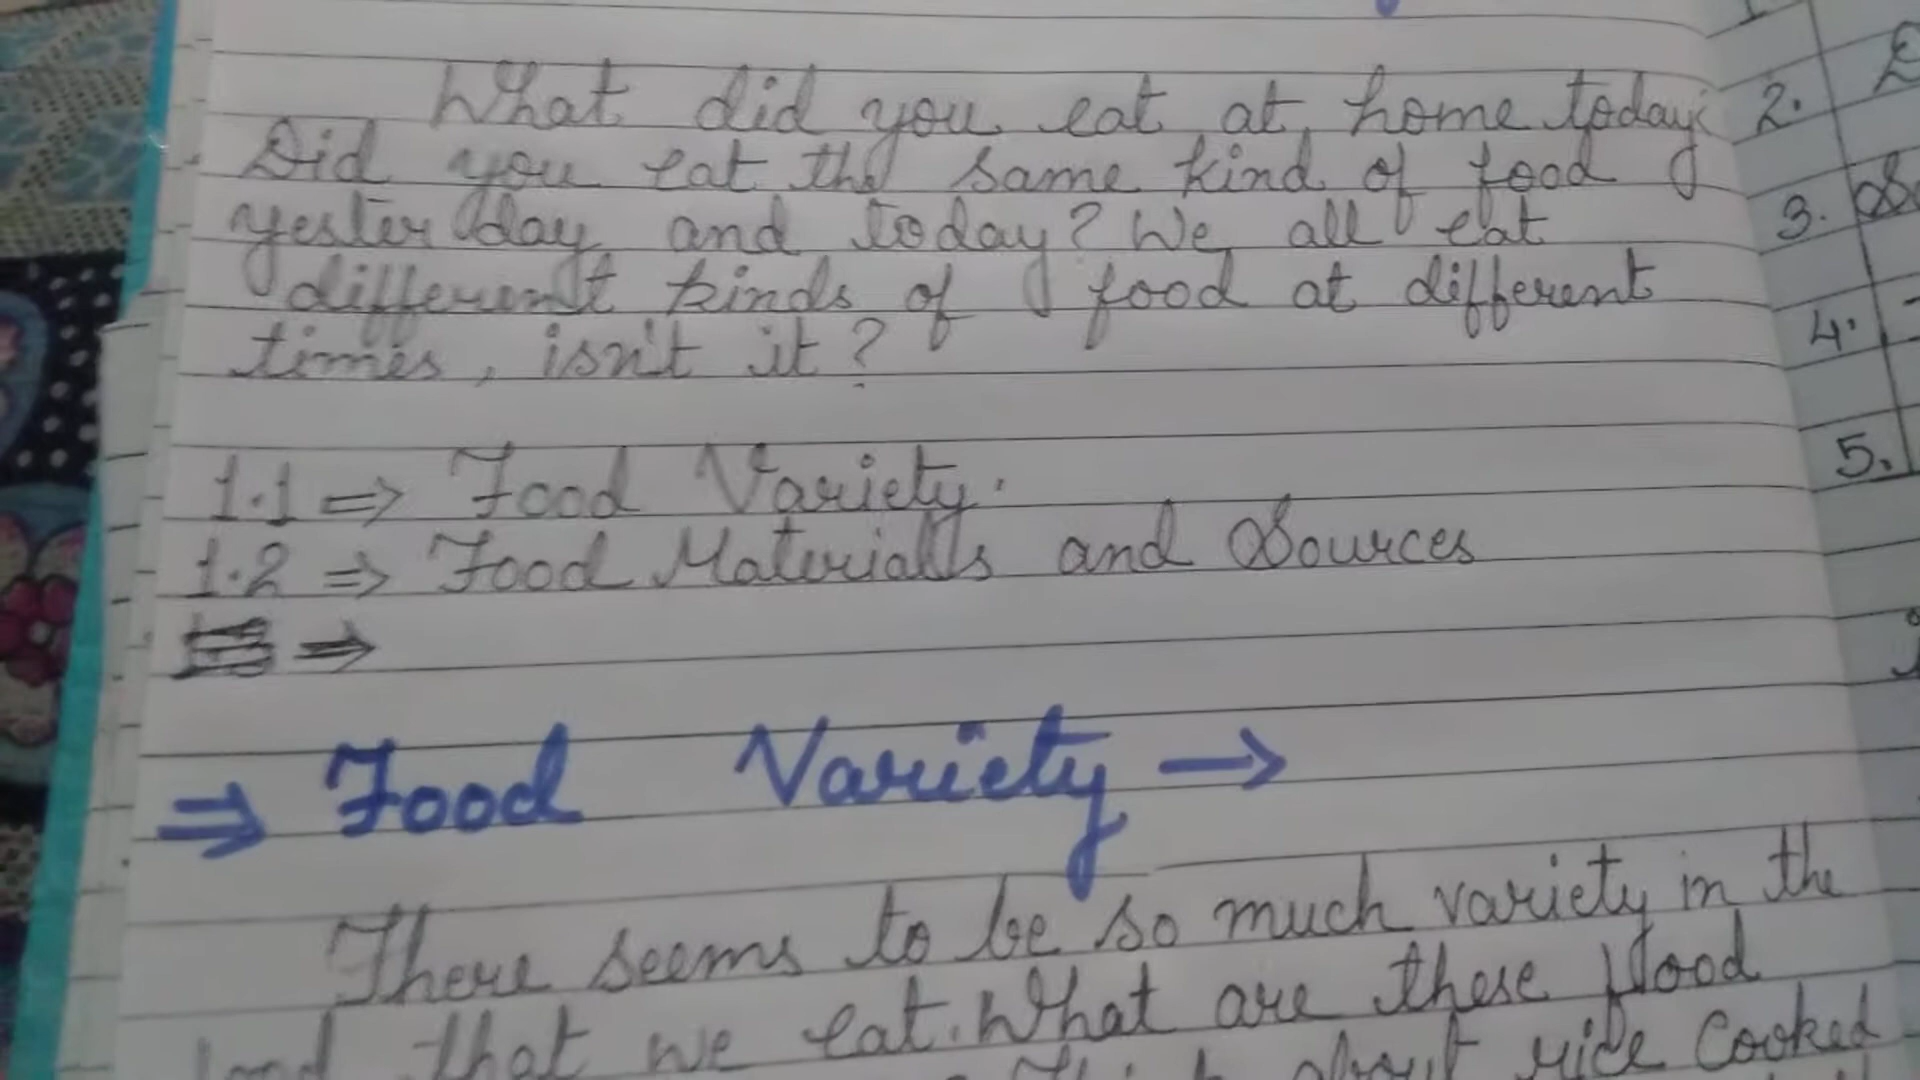 What did you eat at home today?
Did you eat the same kind of food
yesterday and today? We all eat
different kinds of food at different
times, isn't it?
1.1 ⇒ Food Variety.
1.2 ⇒ Food Materials and Sources
⇒
⇒ Food Variety →
There seems to be so much variety in the
food that we eat. What are these food
about rice cooked
2.
3.
4.
5.